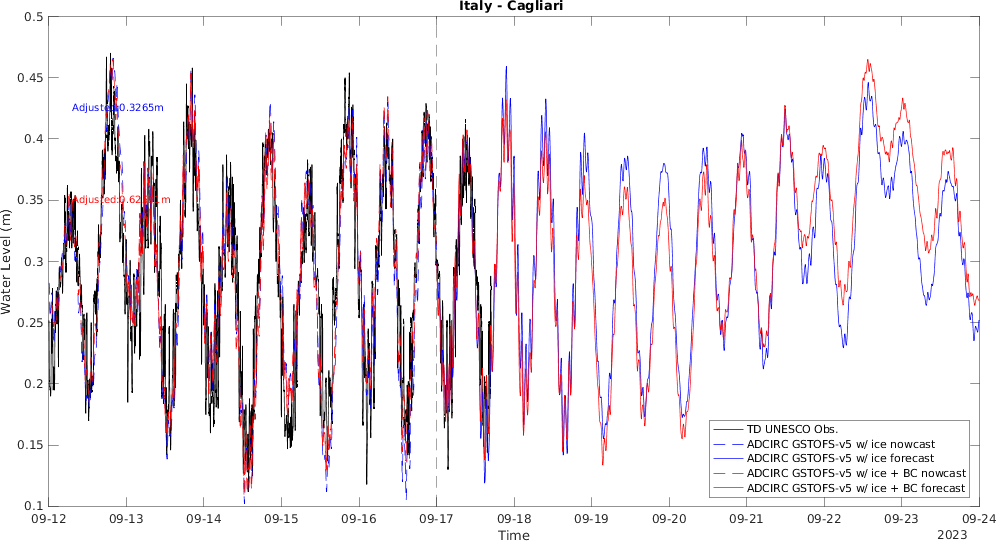 Italy - Cagliari
0.5
0.45
0.4
0.35
0.3
0.25
0.2
0.15
0.1
Water Level (m)
Adjusted:0.3265m
TD UNESCO Obs.
ADCIRC GSTOFS-v5 w/ ice nowcast
ADCIRC GSTOFS-v5 w/ ice forecast
ADCIRC GSTOFS-v5 w/ ice + BC nowcast
ADCIRC GSTOFS-v5 w/ ice + BC forecast
09-12 09-13 09-14 09-15 09-16 09-17 09-18 09-19 09-20 09-21 09-22 09-23 09-24
Time
2023